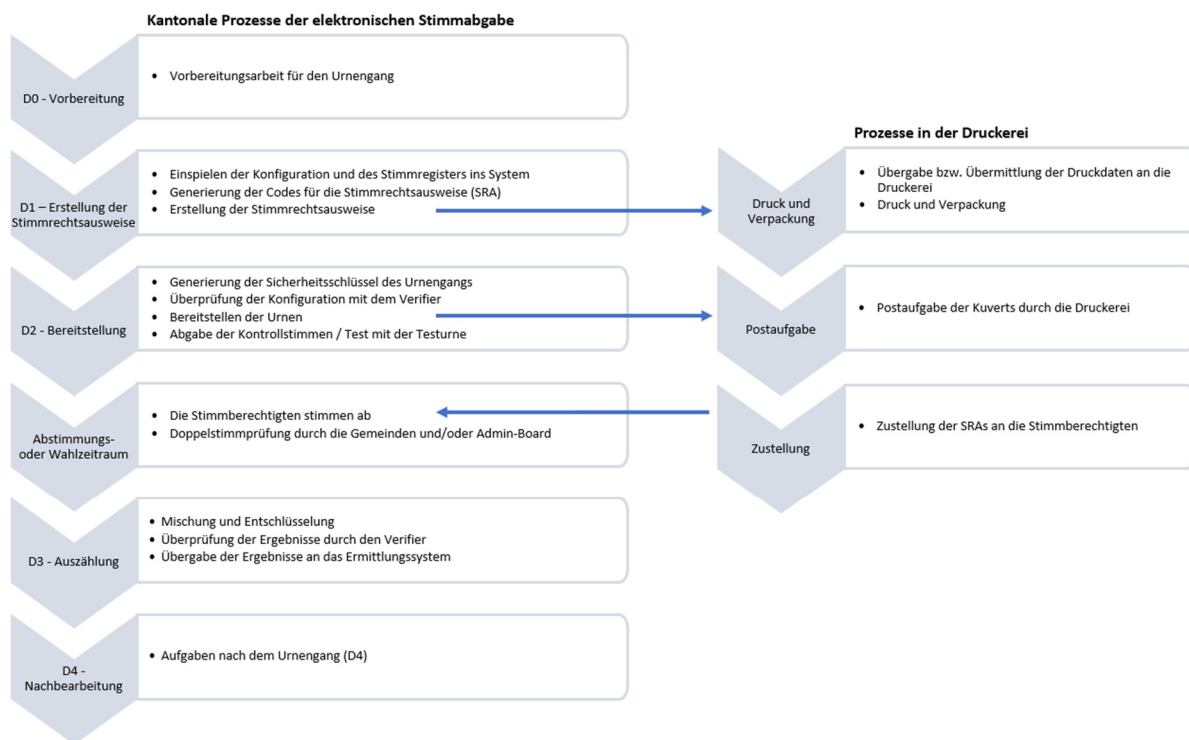 Kantonale Prozesse der elektronischen Stimmabgabe
D0 - Vorbereitung
• Vorbereitungsarbeit für den Urnengang
D1 – Erstellung der
Stimmrechtsausweise
• Einspielen der Konfiguration und des Stimmregisters ins System
• Generierung der Codes für die Stimmrechtsausweise (SRA)
• Erstellung der Stimmrechtsausweise
D2 - Bereitstellung
• Generierung der Sicherheitsschlüssel des Urnengangs
• Überprüfung der Konfiguration mit dem Verifier
• Bereitstellen der Urnen
• Abgabe der Kontrollstimmen / Test mit der Testurne
Abstimmungs-
oder Wahlzeitraum
• Die Stimmberechtigten stimmen ab
• Doppelstimmprüfung durch die Gemeinden und/oder Admin-Board
D3 - Auszählung
• Mischung und Entschlüsselung
• Überprüfung der Ergebnisse durch den Verifier
• Übergabe der Ergebnisse an das Ermittlungssystem
D4 -
Nachbearbeitung
• Aufgaben nach dem Urnengang (D4)
Prozesse in der Druckerei
Druck und
Verpackung
• Übergabe bzw. Übermittlung der Druckdaten an die
Druckerei
• Druck und Verpackung
Postaufgabe
• Postaufgabe der Kuverts durch die Druckerei
Zustellung
• Zustellung der SRAs an die Stimmberechtigten